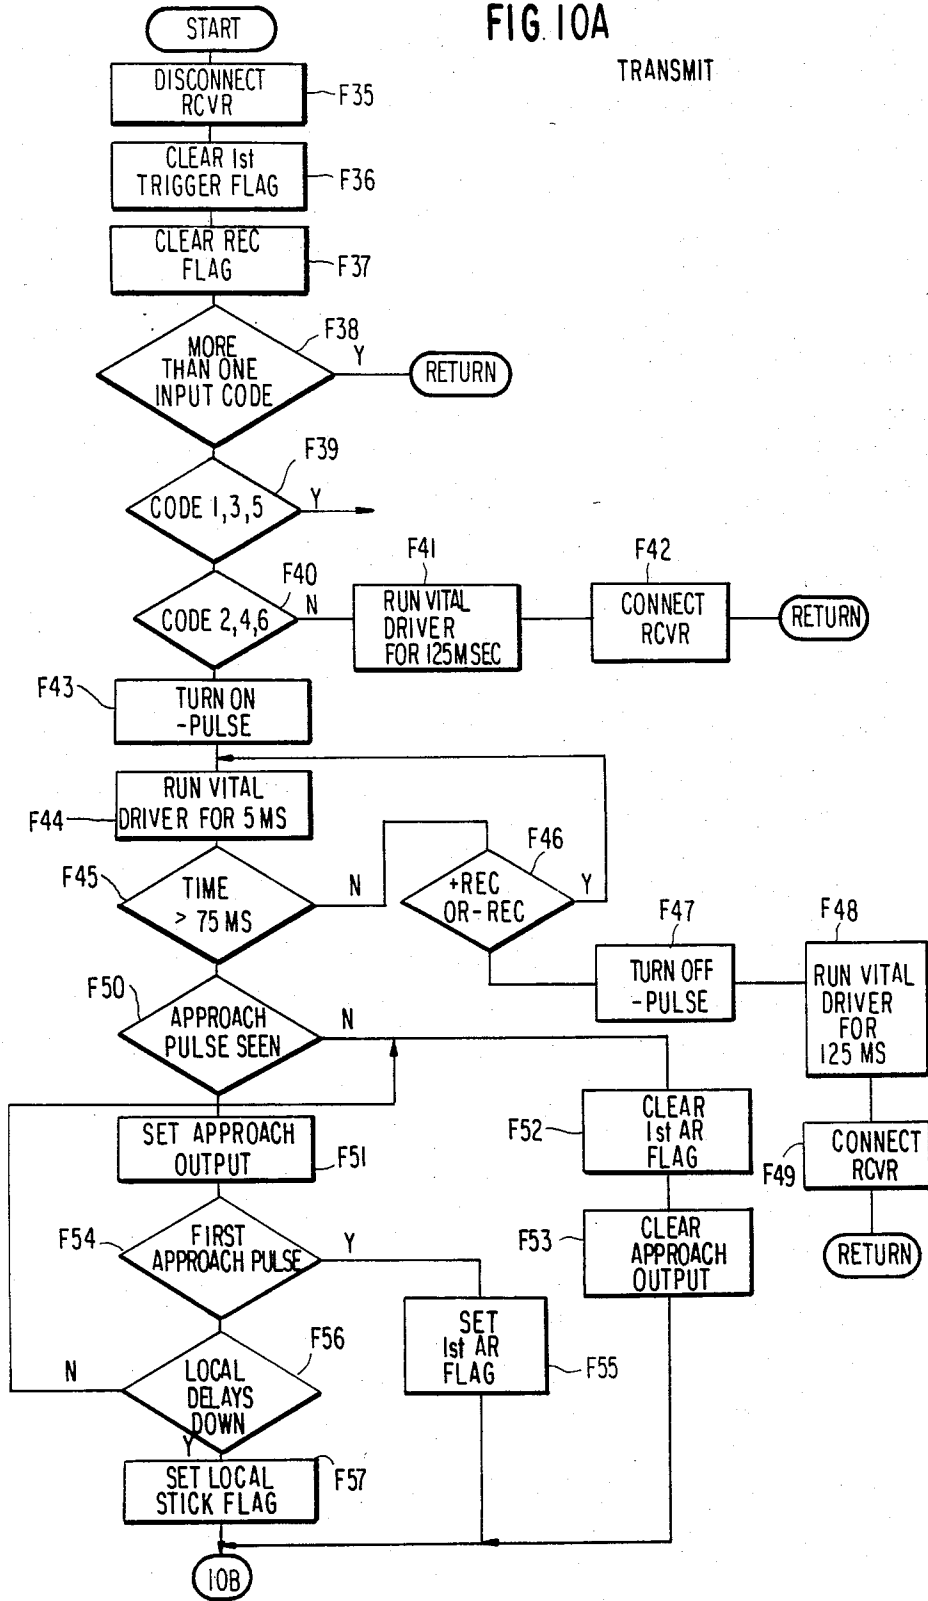 FIG. 10A
TRANSMIT
START
DISCONNECT
RCVR
F35
CLEAR 1st
TRIGGER FLAG
F36
CLEAR REC
FLAG
F37
MORE
THAN ONE
INPUT CODE
F38
Y
RETURN
CODE 1,3,5
F39
Y
CODE 2,4,6
F40
N
F41
RUN VITAL
DRIVER
FOR 125MSEC
F42
CONNECT
RCVR
RETURN
F43
TURN ON
-PULSE
F44
RUN VITAL
DRIVER FOR 5 MS
F45
TIME
> 75 MS
N
F46
+REC
OR-REC
Y
F47
TURN OFF
-PULSE
F48
RUN VITAL
DRIVER
FOR
125 MS
F49
CONNECT
RCVR
RETURN
F50
APPROACH
PULSE SEEN
N
SET APPROACH
OUTPUT
F51
F52
CLEAR
1st AR
FLAG
F53
CLEAR
APPROACH
OUTPUT
F54
FIRST
APPROACH PULSE
Y
SET
1st AR
FLAG
F55
F56
LOCAL
DELAYS
DOWN
N
Y
SET LOCAL
STICK FLAG
F57
10B